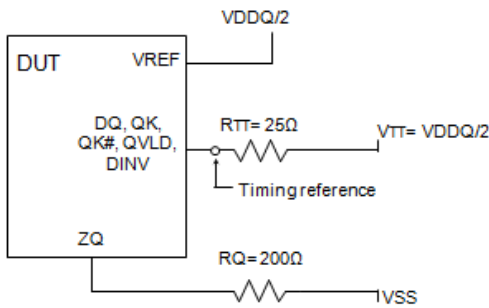 VDDQ/2
DUT
VREF
DQ, QK,
QK#, QVLD,
DINV
RTT= 25Ω
VTT= VDDQ/2
Timing reference
ZQ
RQ= 200Ω
VSS